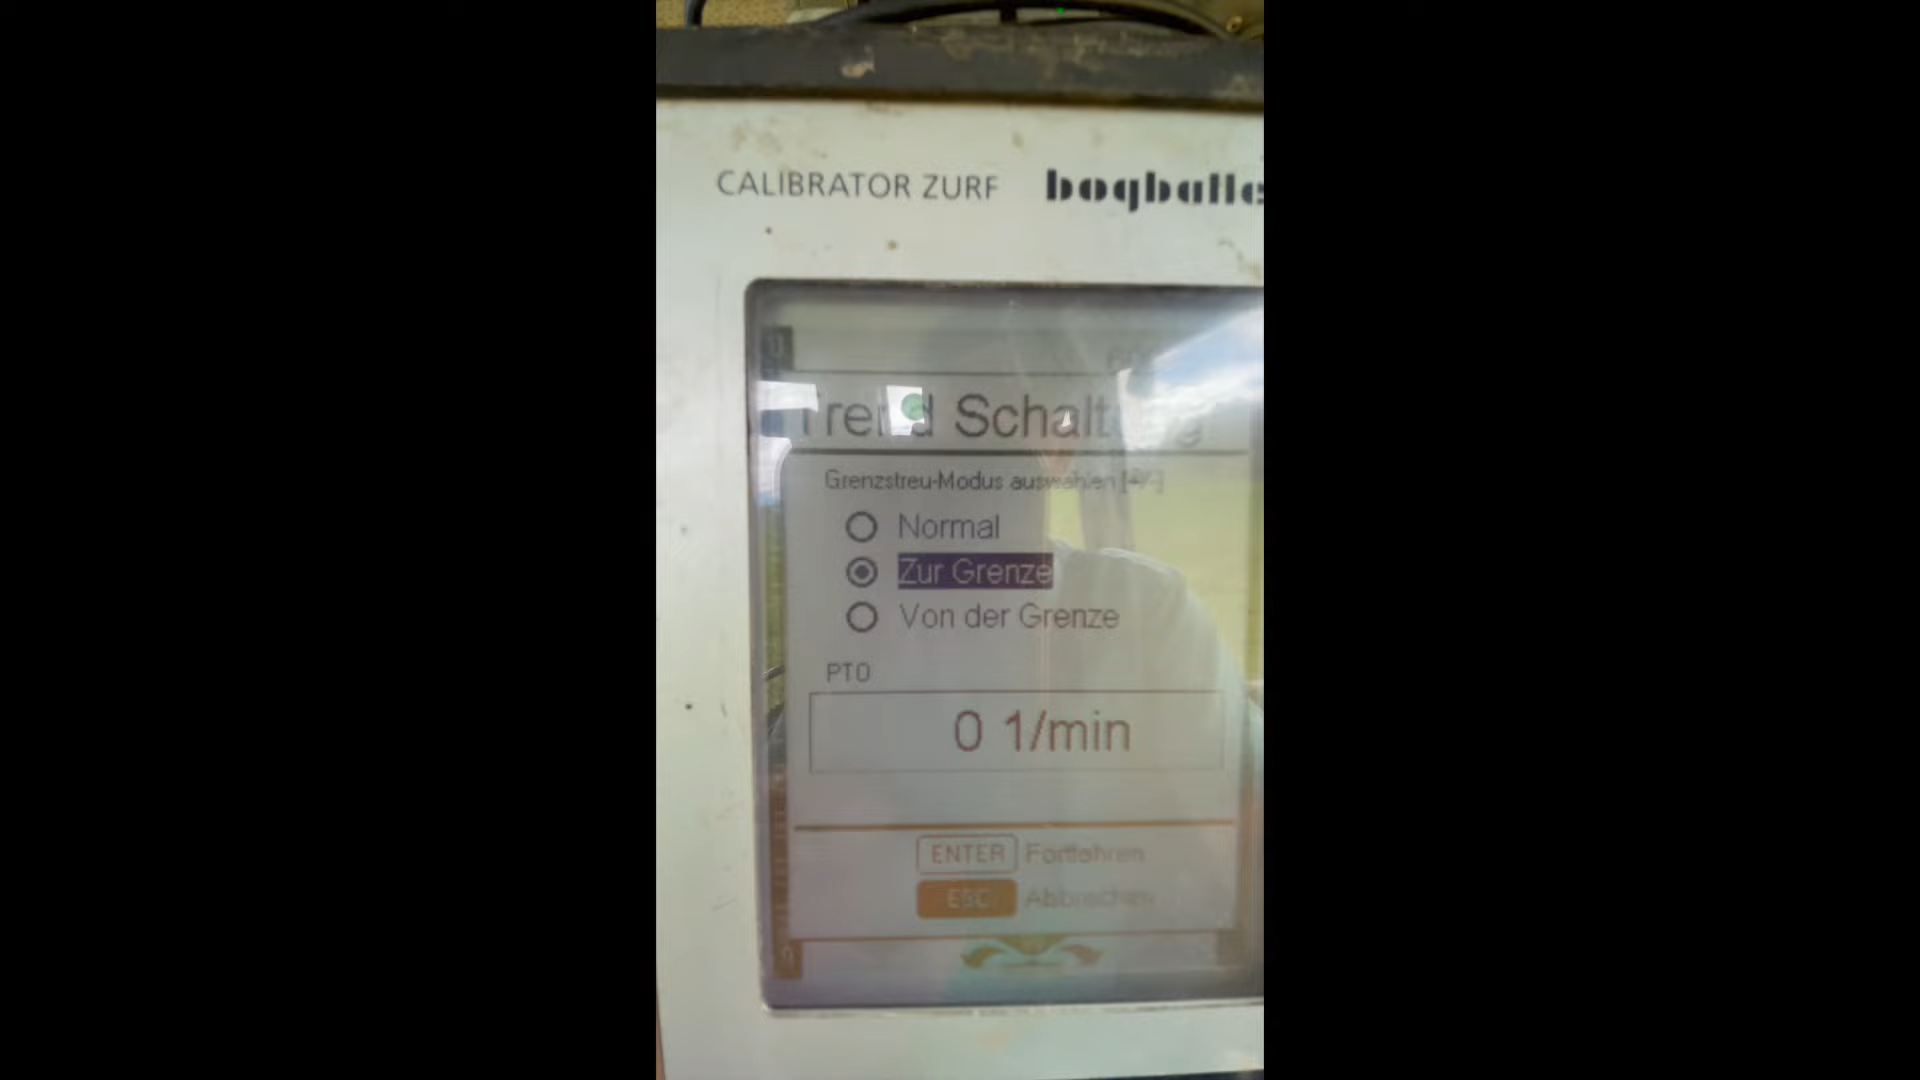 CALIBRATOR ZURF bogballe
Trend Schaltung
Grenzstreu-Modus auswählen [+/-]
Normal
Zur Grenze
Von der Grenze
PTO
0 1/min
ENTER Fortfahren
ESC Abbrechen